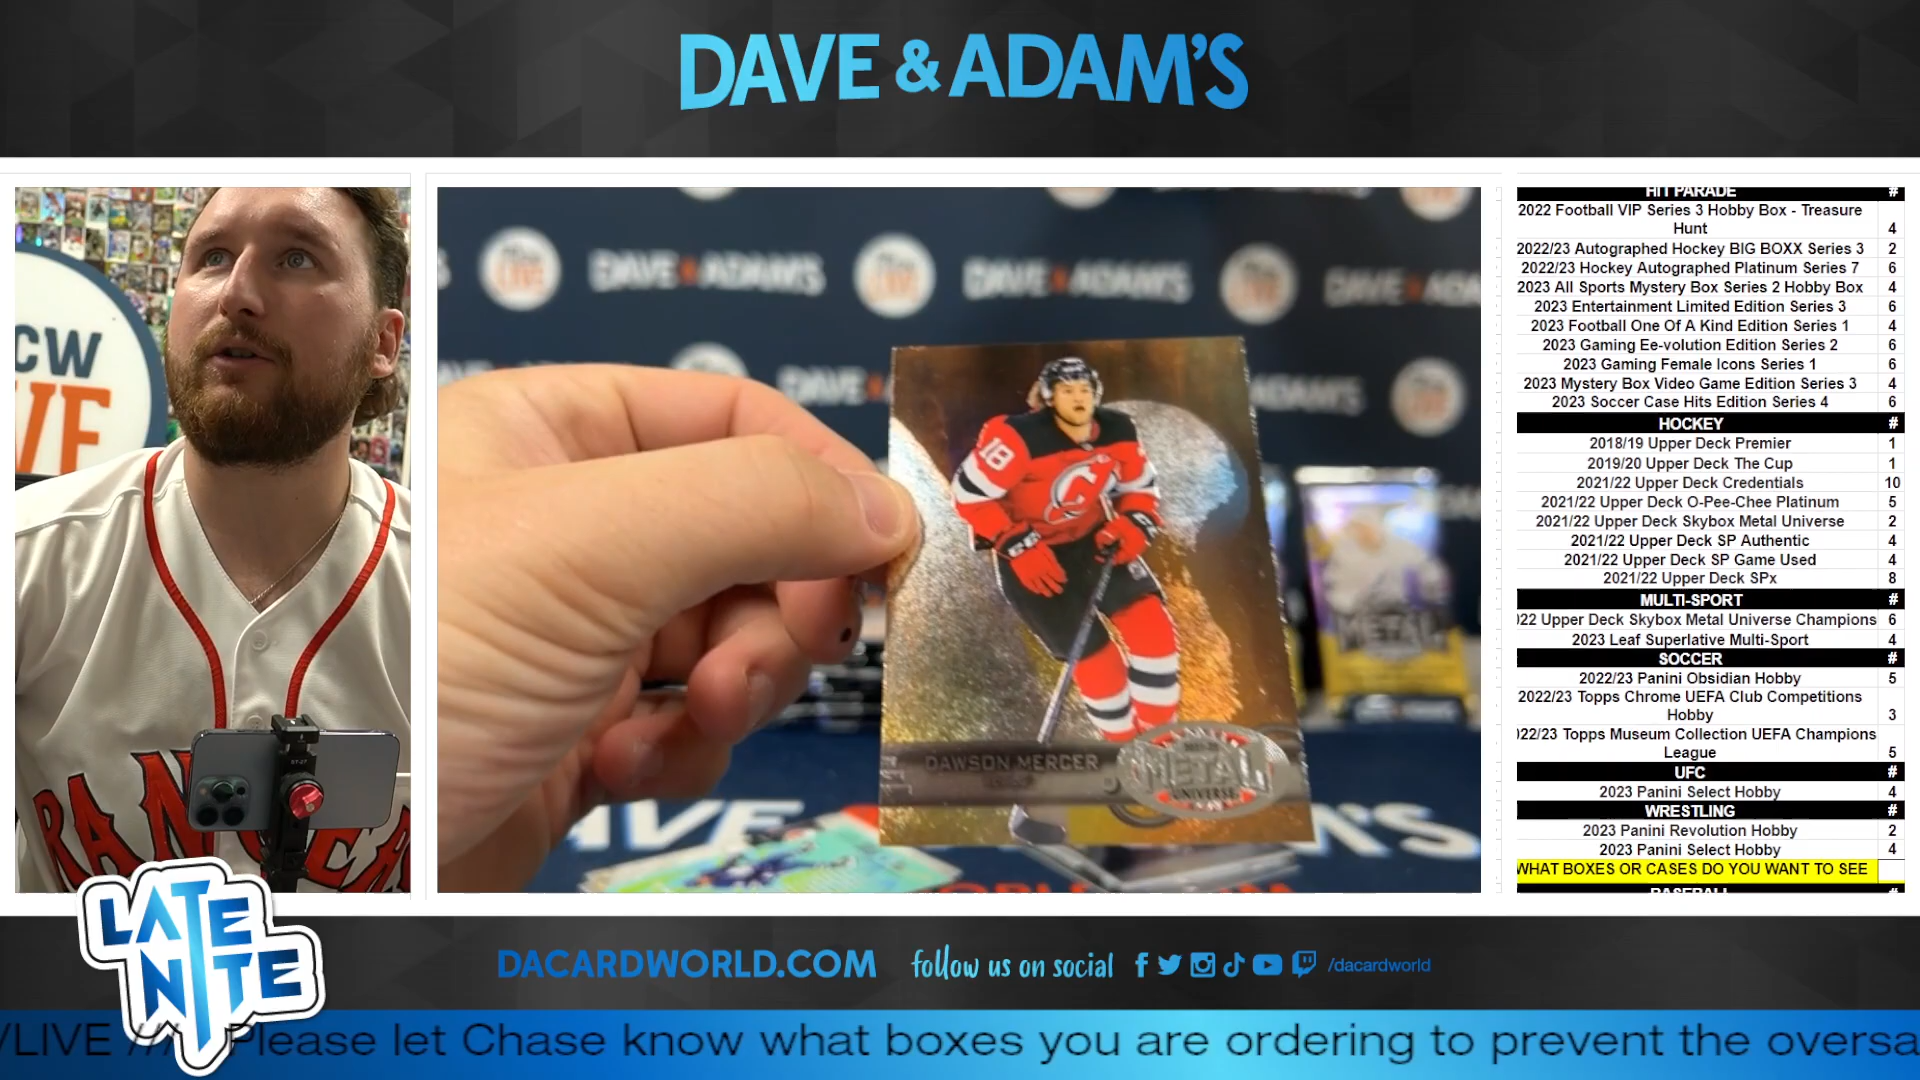 DAVE & ADAM'S
CW
DAVE & ADAM'S
DAVE & ADAM'S
18
DAWSON MERCER
METAL
UNIVERSE
METAL
RANGERS
HIT PARADE #
2022 Football VIP Series 3 Hobby Box - Treasure
Hunt 4
2022/23 Autographed Hockey BIG BOXX Series 3 2
2022/23 Hockey Autographed Platinum Series 7 6
2022 All Sports Mystery Box Series 2 Hobby Box 4
2023 Entertainment Limited Edition Series 3 6
2023 Football One Of A Kind Edition Series 1 4
2023 Gaming Ee-volution Edition Series 2 6
2023 Gaming Female Icons Series 1 6
2023 Mystery Box Video Game Edition Series 3 4
2023 Soccer Case Hits Edition Series 4 6
HOCKEY #
2018/19 Upper Deck Premier 1
2019/20 Upper Deck The Cup 1
2021/22 Upper Deck Credentials 10
2021/22 Upper Deck O-Pee-Chee Platinum 5
2021/22 Upper Deck Skybox Metal Universe 2
2021/22 Upper Deck SP Authentic 4
2021/22 Upper Deck SP Game Used 4
2021/22 Upper Deck SPx 8
MULTI-SPORT #
022 Upper Deck Skybox Metal Universe Champions 6
2023 Leaf Superlative Multi-Sport 4
SOCCER #
2022/23 Panini Obsidian Hobby 5
2022/23 Topps Chrome UEFA Club Competitions
Hobby 3
022/23 Topps Museum Collection UEFA Champions
League 5
UFC #
2023 Panini Select Hobby 4
WRESTLING #
2023 Panini Revolution Hobby 2
2023 Panini Select Hobby 4
WHAT BOXES OR CASES DO YOU WANT TO SEE
BASEBALL #
LATE
NITE
DACARDWORLD.COM follow us on social /dacardworld
/LIVE /// Please let Chase know what boxes you are ordering to prevent the oversa